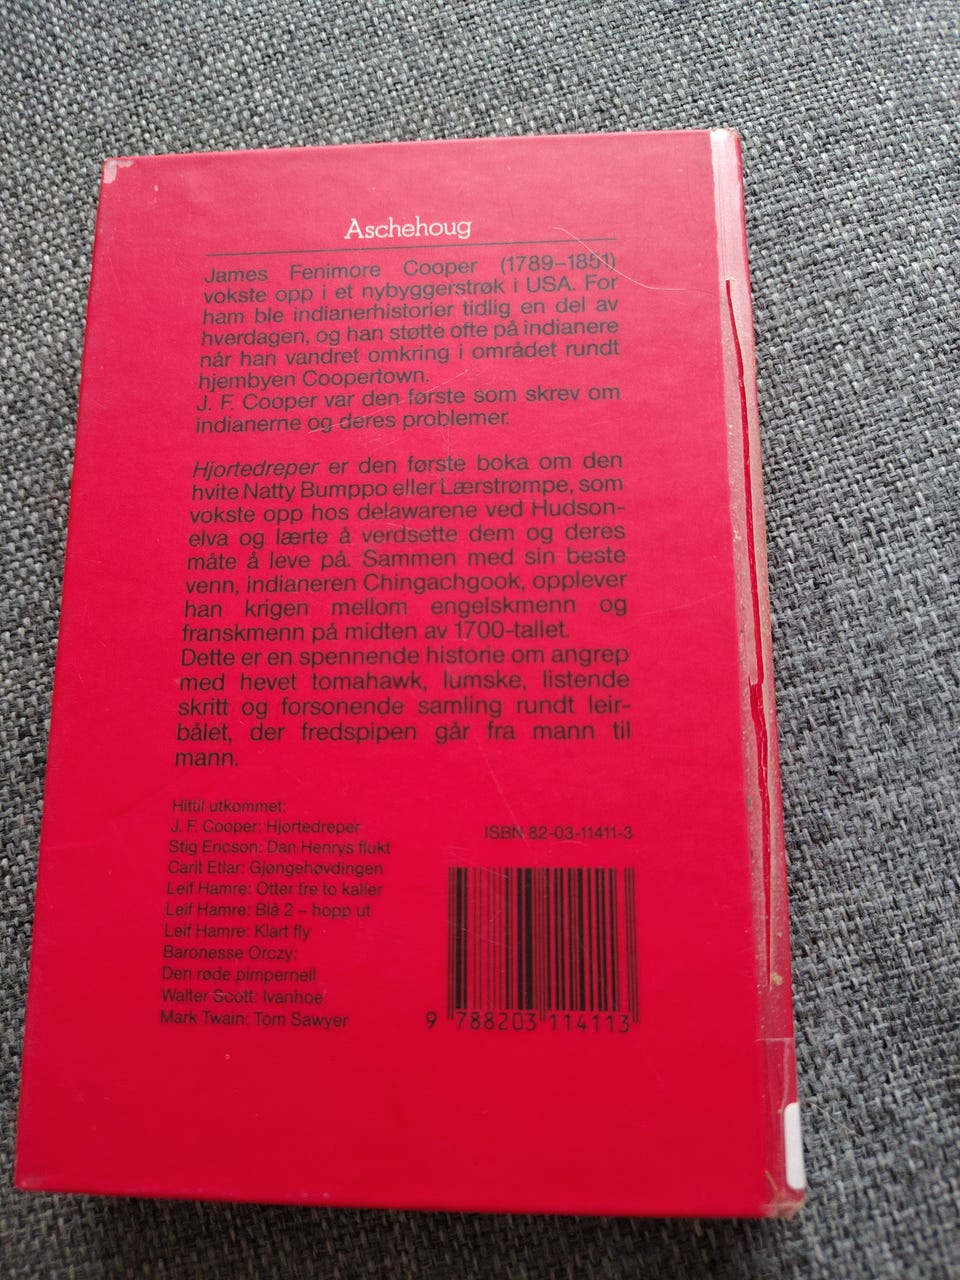 Aschehoug
James Fenimore Cooper (1789–1851)
vokste opp i et nybyggerstrøk i USA. For
ham ble indianerhistorier tidlig en del av
hverdagen, og han støtte ofte på indianere
når han vandret omkring i området rundt
hjembyen Coopertown.
J. F. Cooper var den første som skrev om
indianerne og deres problemer.
Hjortedreper er den første boka om den
hvite Natty Bumppo eller Lærstrømpe, som
vokste opp hos delawarene ved Hudson-
elva og lærte å verdsette dem og deres
måte å leve på. Sammen med sin beste
venn, indianeren Chingachgook, opplever
han krigen mellom engelskmenn og
franskmenn på midten av 1700-tallet.
Dette er en spennende historie om angrep
med hevet tomahawk, lumske, listende
skritt og forsonende samling rundt leir-
bålet, der fredspipen går fra mann til
mann.
Hittil utkommet:
J. F. Cooper: Hjortedreper
Stig Ericson: Dan Henrys flukt
Carit Etlar: Gjøngehøvdingen
Leif Hamre: Otter tre to kaller
Leif Hamre: Blå 2 – hopp ut
Leif Hamre: Klart fly
Baronesse Orczy:
Den røde pimpernell
Walter Scott: Ivanhoe
Mark Twain: Tom Sawyer
ISBN 82-03-11411-3
9 788203 114113